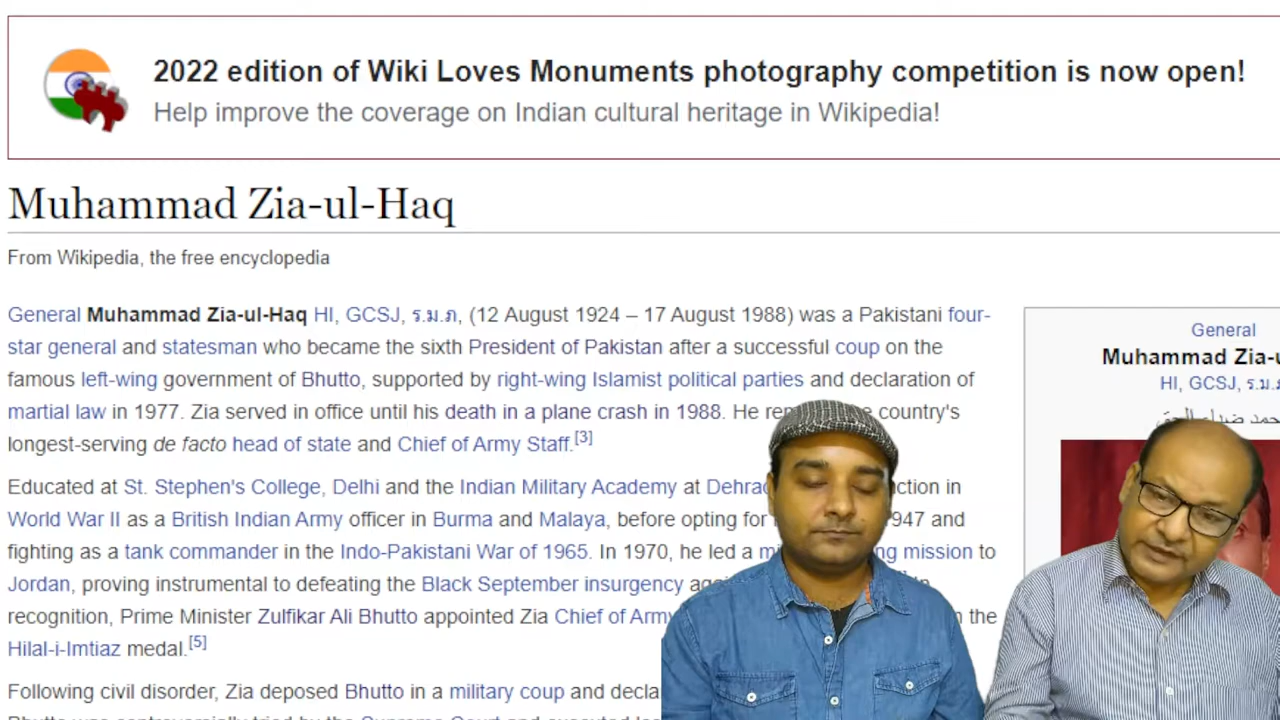 2022 edition of Wiki Loves Monuments photography competition is now open!
Help improve the coverage on Indian cultural heritage in Wikipedia!
Muhammad Zia-ul-Haq
From Wikipedia, the free encyclopedia
General Muhammad Zia-ul-Haq HI, GCSJ, ร.ม.ภ, (12 August 1924 – 17 August 1988) was a Pakistani four-
star general and statesman who became the sixth President of Pakistan after a successful coup on the
famous left-wing government of Bhutto, supported by right-wing Islamist political parties and declaration of
martial law in 1977. Zia served in office until his death in a plane crash in 1988. He country's
longest-serving de facto head of state and Chief of Army Staff.[3]
Educated at St. Stephen's College, Delhi and the Indian Military Academy at in
World War II as a British Indian Army officer in Burma and Malaya, before opting for 1947 and
fighting as a tank commander in the Indo-Pakistani War of 1965. In 1970, he led a mission to
Jordan, proving instrumental to defeating the Black September insurgency
recognition, Prime Minister Zulfikar Ali Bhutto appointed Zia Chief of Army the
Hilal-i-Imtiaz medal.[5]
Following civil disorder, Zia deposed Bhutto in a military coup and
General
Muhammad
HI, GCSJ,